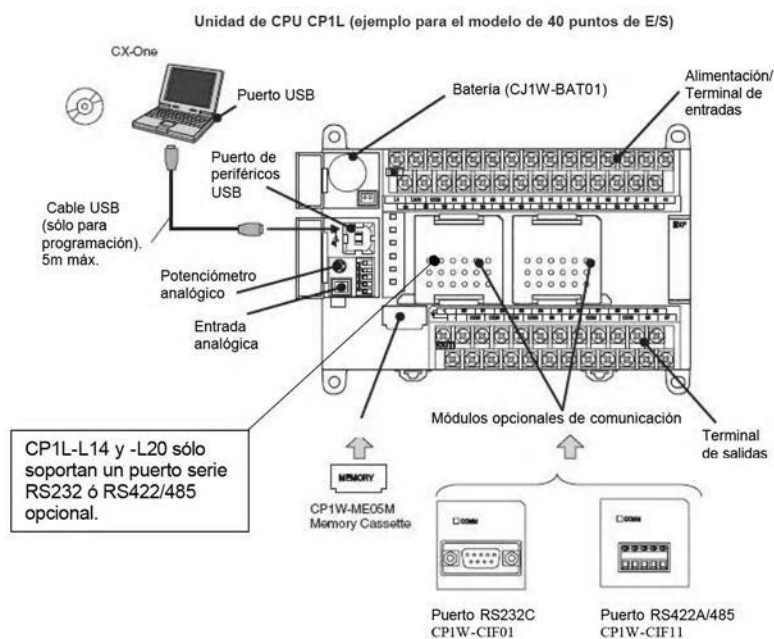 Unidad de CPU CP1L (ejemplo para el modelo de 40 puntos de E/S)
CX-One
Puerto USB
Batería (CJ1W-BAT01)
Alimentación/
Terminal de
entradas
Puerto de
periféricos
USB
Cable USB
(sólo para
programación).
5m máx.
Potenciómetro
analógico
Entrada
analógica
EXP
Módulos opcionales de comunicación
Terminal
de salidas
CP1L-L14 y -L20 sólo
soportan un puerto serie
RS232 ó RS422/485
opcional.
MEMORY
CP1W-ME05M
Memory Cassette
COMM
COMM
Puerto RS232C
CP1W-CIF01
Puerto RS422A/485
CP1W-CIF11